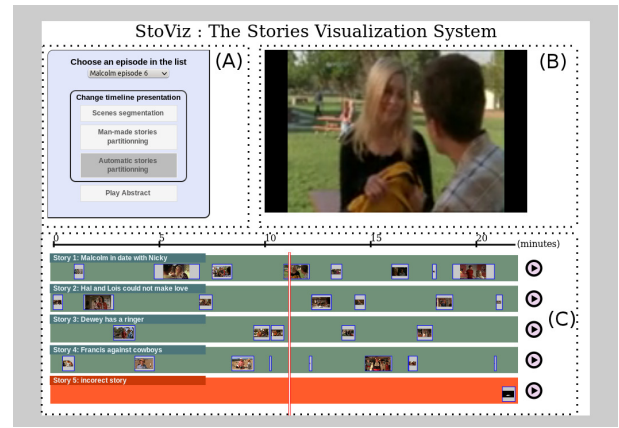 StoViz : The Stories Visualization System
Choose an episode in the list
Malcolm episode 6
(A)
Change timeline presentation
Scenes segmentation
Man-made stories
partitionning
Automatic stories
partitionning
Play Abstract
(B)
0 5 10 15 20 (minutes)
Story 1: Malcolm in date with Nicky
Story 2: Hal and Lois could not make love
Story 3: Dewey has a ringer
(C)
Story 4: Francis against cowboys
Story 5: incorect story